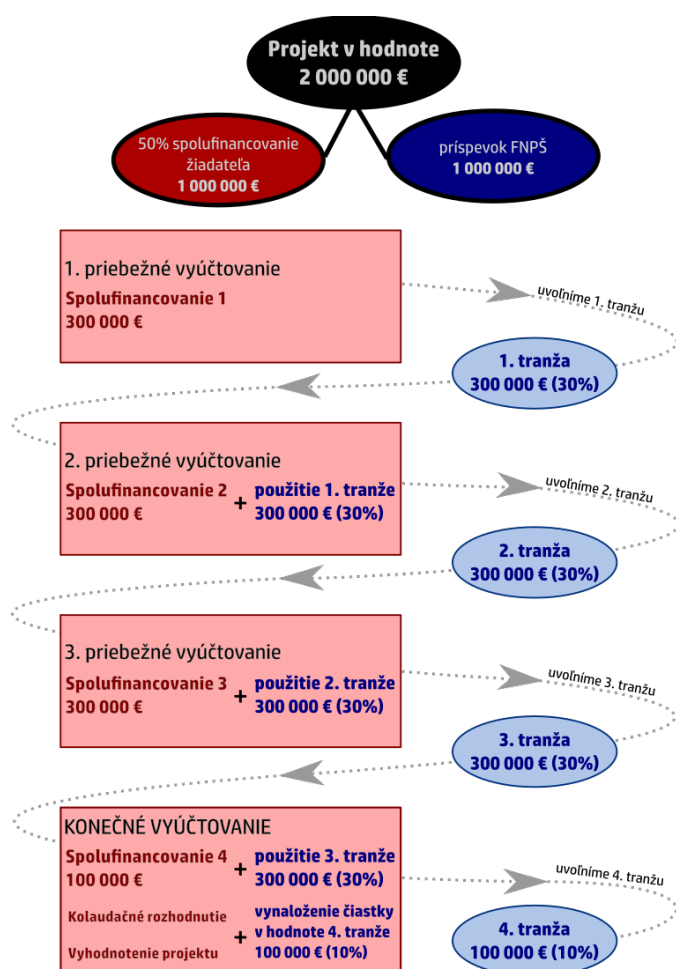 Projekt v hodnote
2 000 000 €
50% spolufinancovanie
žiadateľa
1 000 000 €
príspevok FNPŠ
1 000 000 €
1. priebežné vyúčtovanie
Spolufinancovanie 1
300 000 €
uvoľníme 1. tranžu
1. tranža
300 000 € (30%)
2. priebežné vyúčtovanie
Spolufinancovanie 2
300 000 €
+
použitie 1. tranže
300 000 € (30%)
uvoľníme 2. tranžu
2. tranža
300 000 € (30%)
3. priebežné vyúčtovanie
Spolufinancovanie 3
300 000 €
+
použitie 2. tranže
300 000 € (30%)
uvoľníme 3. tranžu
3. tranža
300 000 € (30%)
KONEČNÉ VYÚČTOVANIE
Spolufinancovanie 4
100 000 €
+
použitie 3. tranže
300 000 € (30%)
Kolaudačné rozhodnutie
Vyhodnotenie projektu
+
vynaloženie čiastky
v hodnote 4. tranže
100 000 € (10%)
uvoľníme 4. tranžu
4. tranža
100 000 € (10%)